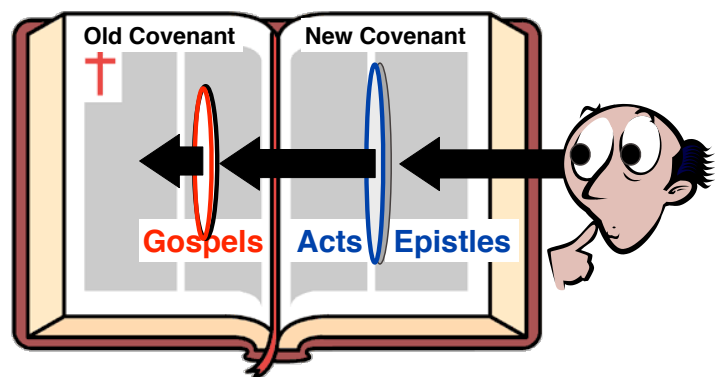 Old Covenant
New Covenant
Gospels
Acts
Epistles